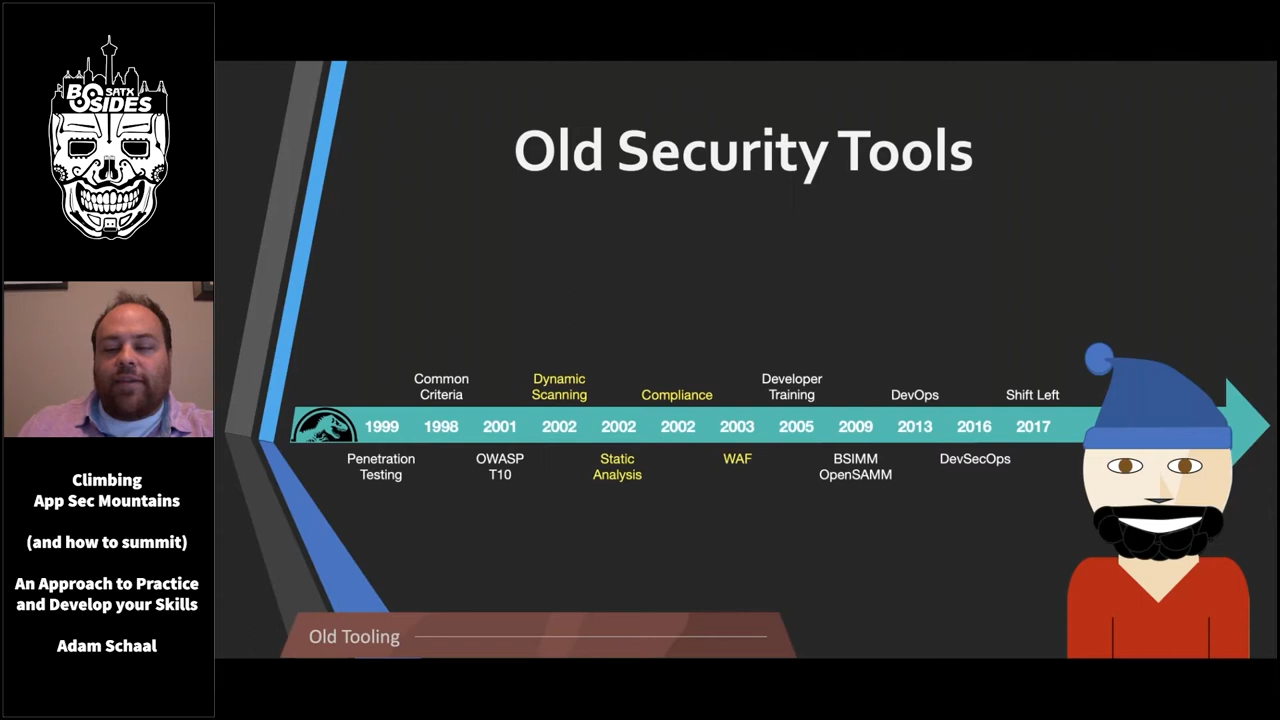 BSIDES
SATX
Climbing
App Sec Mountains
(and how to summit)
An Approach to Practice
and Develop your Skills
Adam Schaal
Old Security Tools
Common
Criteria
Dynamic
Scanning
Compliance
Developer
Training
DevOps
Shift Left
1999 1998 2001 2002 2002 2002 2003 2005 2009 2013 2016 2017
Penetration
Testing
OWASP
T10
Static
Analysis
WAF
BSIMM
OpenSAMM
DevSecOps
Old Tooling